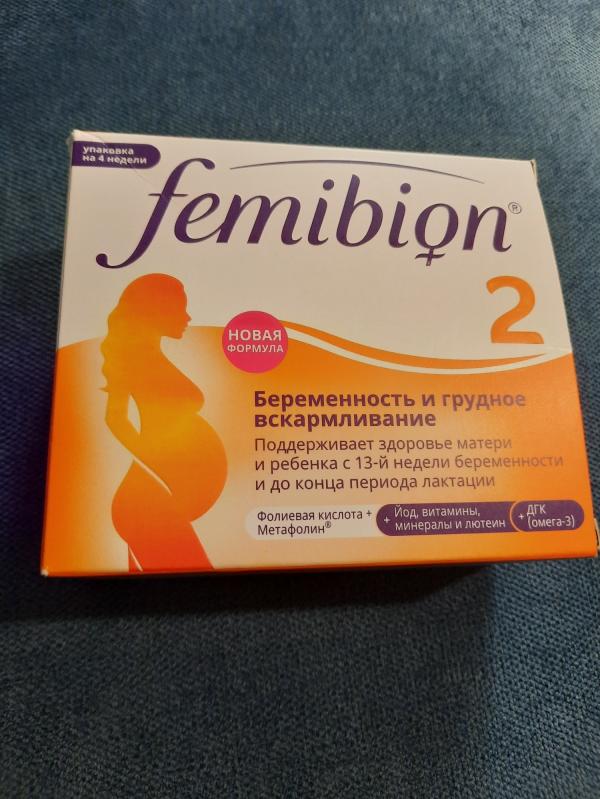 упаковка
на 4 недели
femibion®
2
НОВАЯ
ФОРМУЛА
Беременность и грудное
вскармливание
Поддерживает здоровье матери
и ребенка с 13-й недели беременности
и до конца периода лактации
Фолиевая кислота +
Метафолин®
+ Йод, витамины,
минералы и лютеин
+ ДГК
(омега-3)